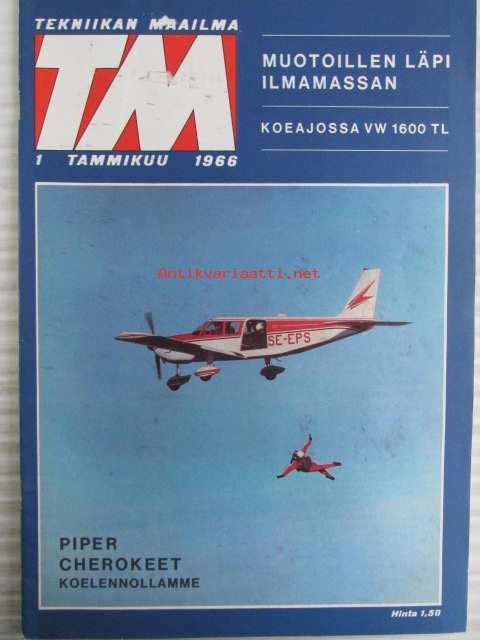 TEKNIIKAN MAAILMA
TM
1 TAMMIKUU 1966
MUOTOILLEN LÄPI
ILMAMASSAN
KOEAJOSSA VW 1600 TL
Antikvariaatti.net
SE-EPS
PIPER
CHEROKEET
KOELENNOLLAMME
Hinta 1,50